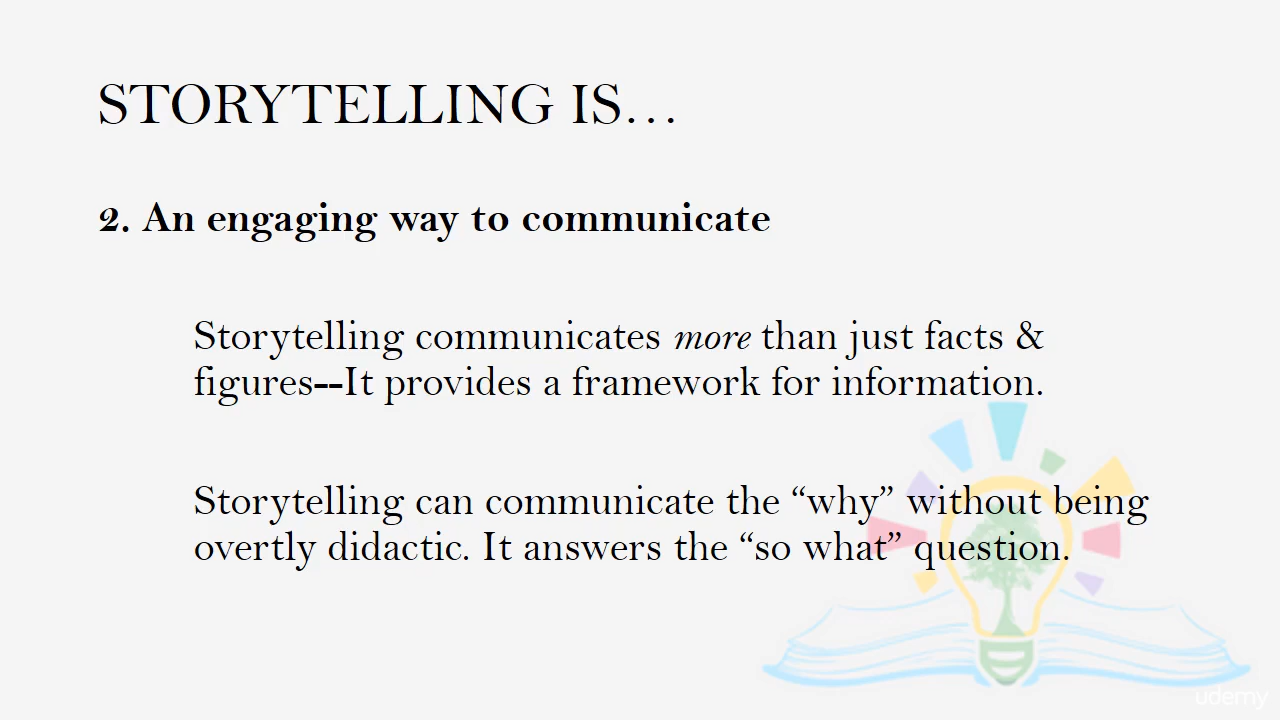 STORYTELLING IS…
2. An engaging way to communicate
Storytelling communicates more than just facts &
figures--It provides a framework for information.
Storytelling can communicate the “why” without being
overtly didactic. It answers the “so what” question.
udemy